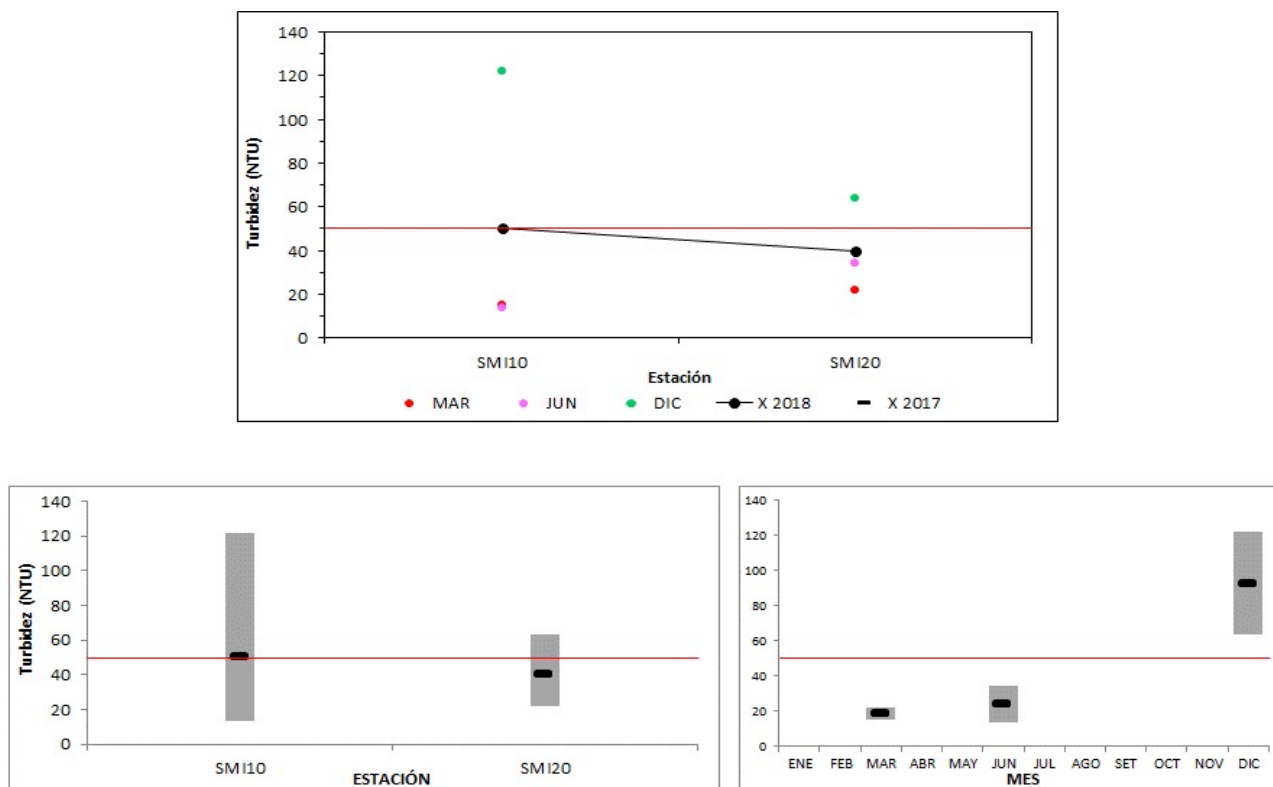 140
120
100
80
60
40
20
0
Turbidez (NTU)
SMI10 SMI20
Estación
MAR JUN DIC X 2018 X 2017
140
120
100
80
60
40
20
0
Turbidez (NTU)
SMI10 SMI20
ESTACIÓN
140
120
100
80
60
40
20
0
ENE FEB MAR ABR MAY JUN JUL AGO SET OCT NOV DIC
MES